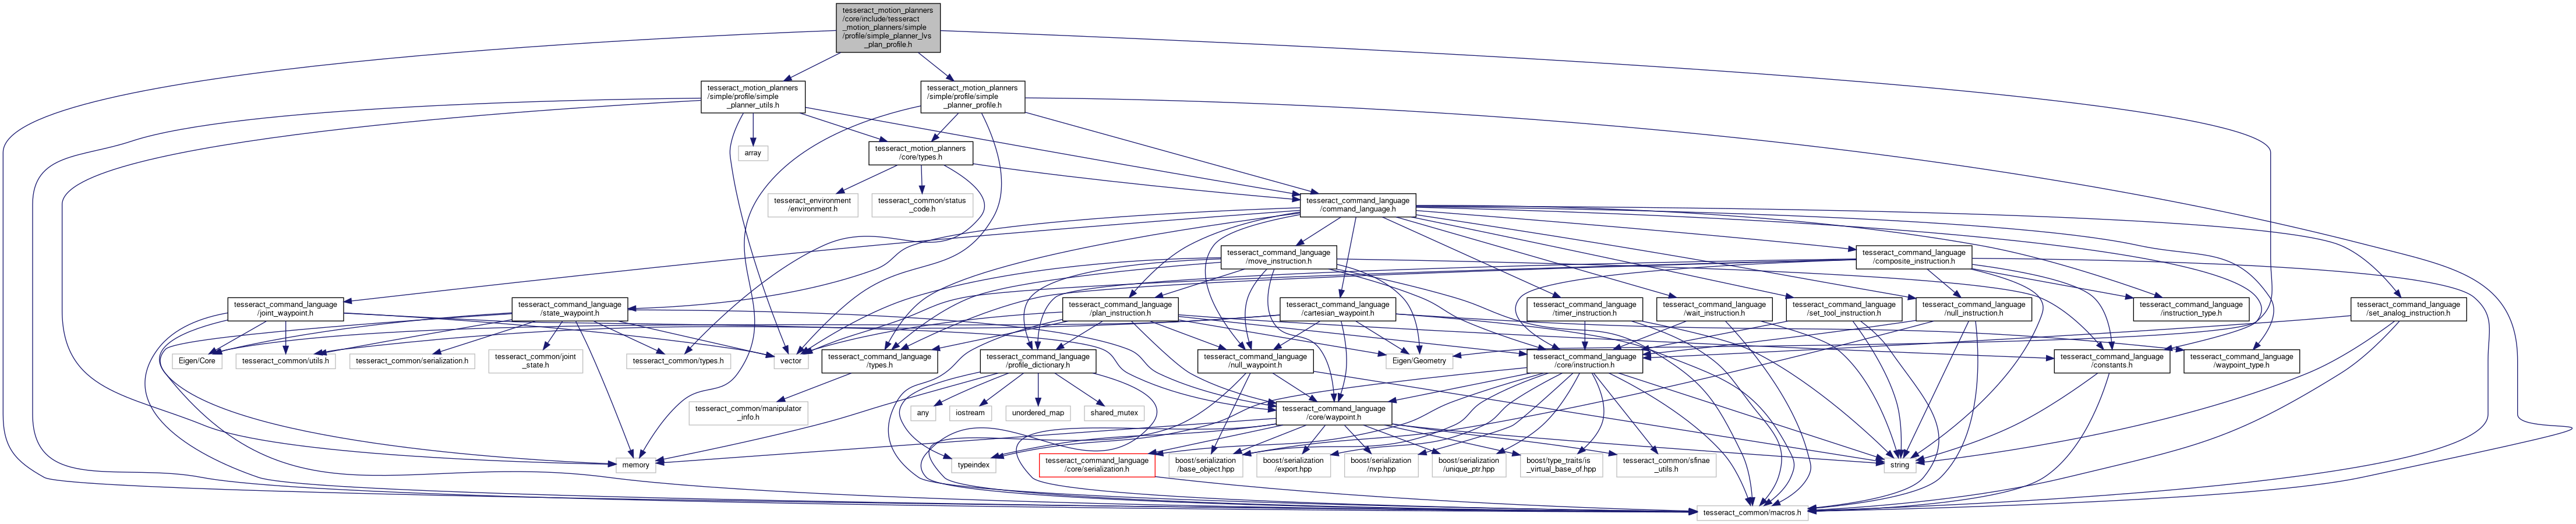 tesseract_motion_planners
/core/include/tesseract
_motion_planners/simple
/profile/simple_planner_lvs
_plan_profile.h
tesseract_motion_planners
/simple/profile/simple
_planner_utils.h
tesseract_motion_planners
/simple/profile/simple
_planner_profile.h
array
tesseract_motion_planners
/core/types.h
tesseract_environment
/environment.h
tesseract_common/status
_code.h
tesseract_command_language
/command_language.h
tesseract_command_language
/move_instruction.h
tesseract_command_language
/composite_instruction.h
tesseract_command_language
/joint_waypoint.h
tesseract_command_language
/state_waypoint.h
tesseract_command_language
/plan_instruction.h
tesseract_command_language
/cartesian_waypoint.h
tesseract_command_language
/timer_instruction.h
tesseract_command_language
/wait_instruction.h
tesseract_command_language
/set_tool_instruction.h
tesseract_command_language
/null_instruction.h
tesseract_command_language
/instruction_type.h
tesseract_command_language
/set_analog_instruction.h
Eigen/Core
tesseract_common/utils.h
tesseract_common/serialization.h
tesseract_common/joint
_state.h
tesseract_common/types.h
vector
tesseract_command_language
/types.h
tesseract_command_language
/profile_dictionary.h
tesseract_command_language
/null_waypoint.h
Eigen/Geometry
tesseract_command_language
/core/instruction.h
tesseract_command_language
/constants.h
tesseract_command_language
/waypoint_type.h
tesseract_common/manipulator
_info.h
any
iostream
unordered_map
shared_mutex
tesseract_command_language
/core/waypoint.h
memory
typeindex
tesseract_command_language
/core/serialization.h
boost/serialization
/base_object.hpp
boost/serialization
/export.hpp
boost/serialization
/nvp.hpp
boost/serialization
/unique_ptr.hpp
boost/type_traits/is
_virtual_base_of.hpp
tesseract_common/sfinae
_utils.h
string
tesseract_common/macros.h